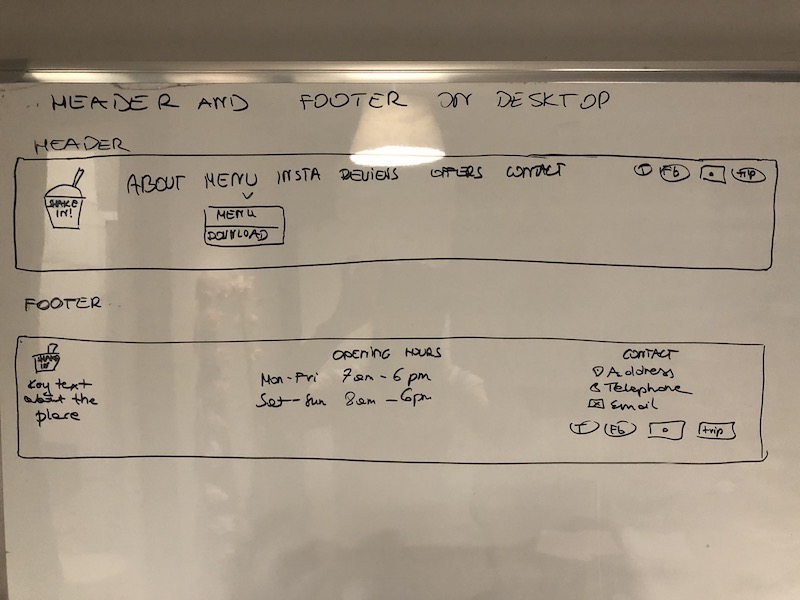 HEADER AND FOOTER ON DESKTOP
HEADER
SHAKE IN!
ABOUT MENU INSTA REVIEWS OFFERS CONTACT
T Fb trip
MENU
DOWNLOAD
FOOTER
SHAKE IN!
Key text about the place
OPENING HOURS
Mon-Fri 7am-6pm
Sat-Sun 8am-6pm
CONTACT
Address
Telephone
Email
T Fb trip